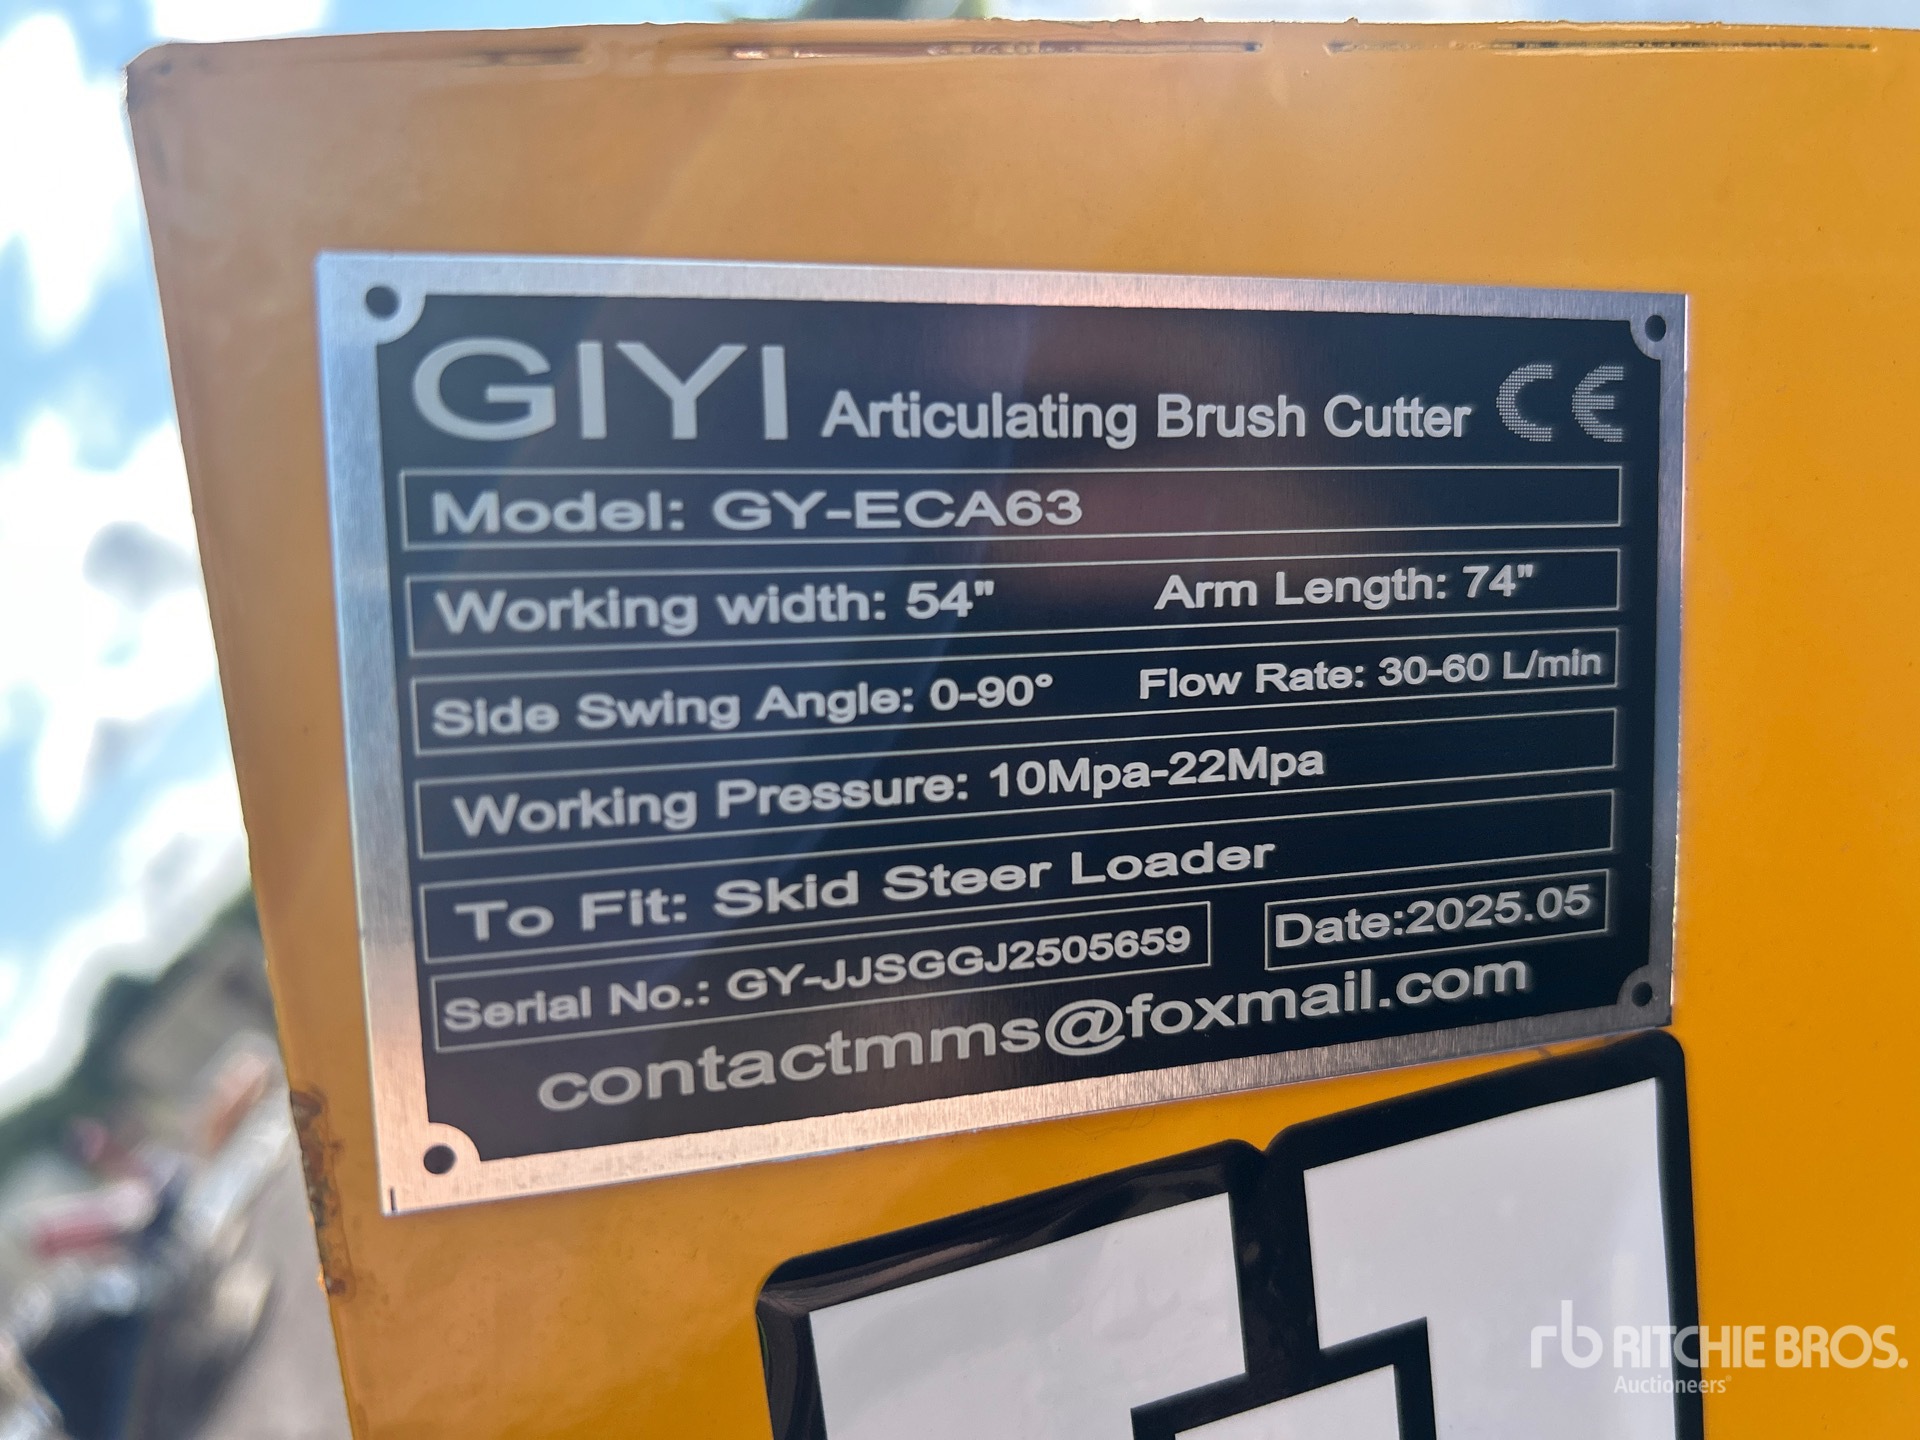 GIYI Articulating Brush Cutter CE
Model: GY-ECA63
Working width: 54" Arm Length: 74"
Side Swing Angle: 0-90° Flow Rate: 30-60 L/min
Working Pressure: 10Mpa-22Mpa
To Fit: Skid Steer Loader
Serial No.: GY-JJSGGJ2505659 Date:2025.05
contactmms@foxmail.com
rb RITCHIE BROS.
Auctioneers